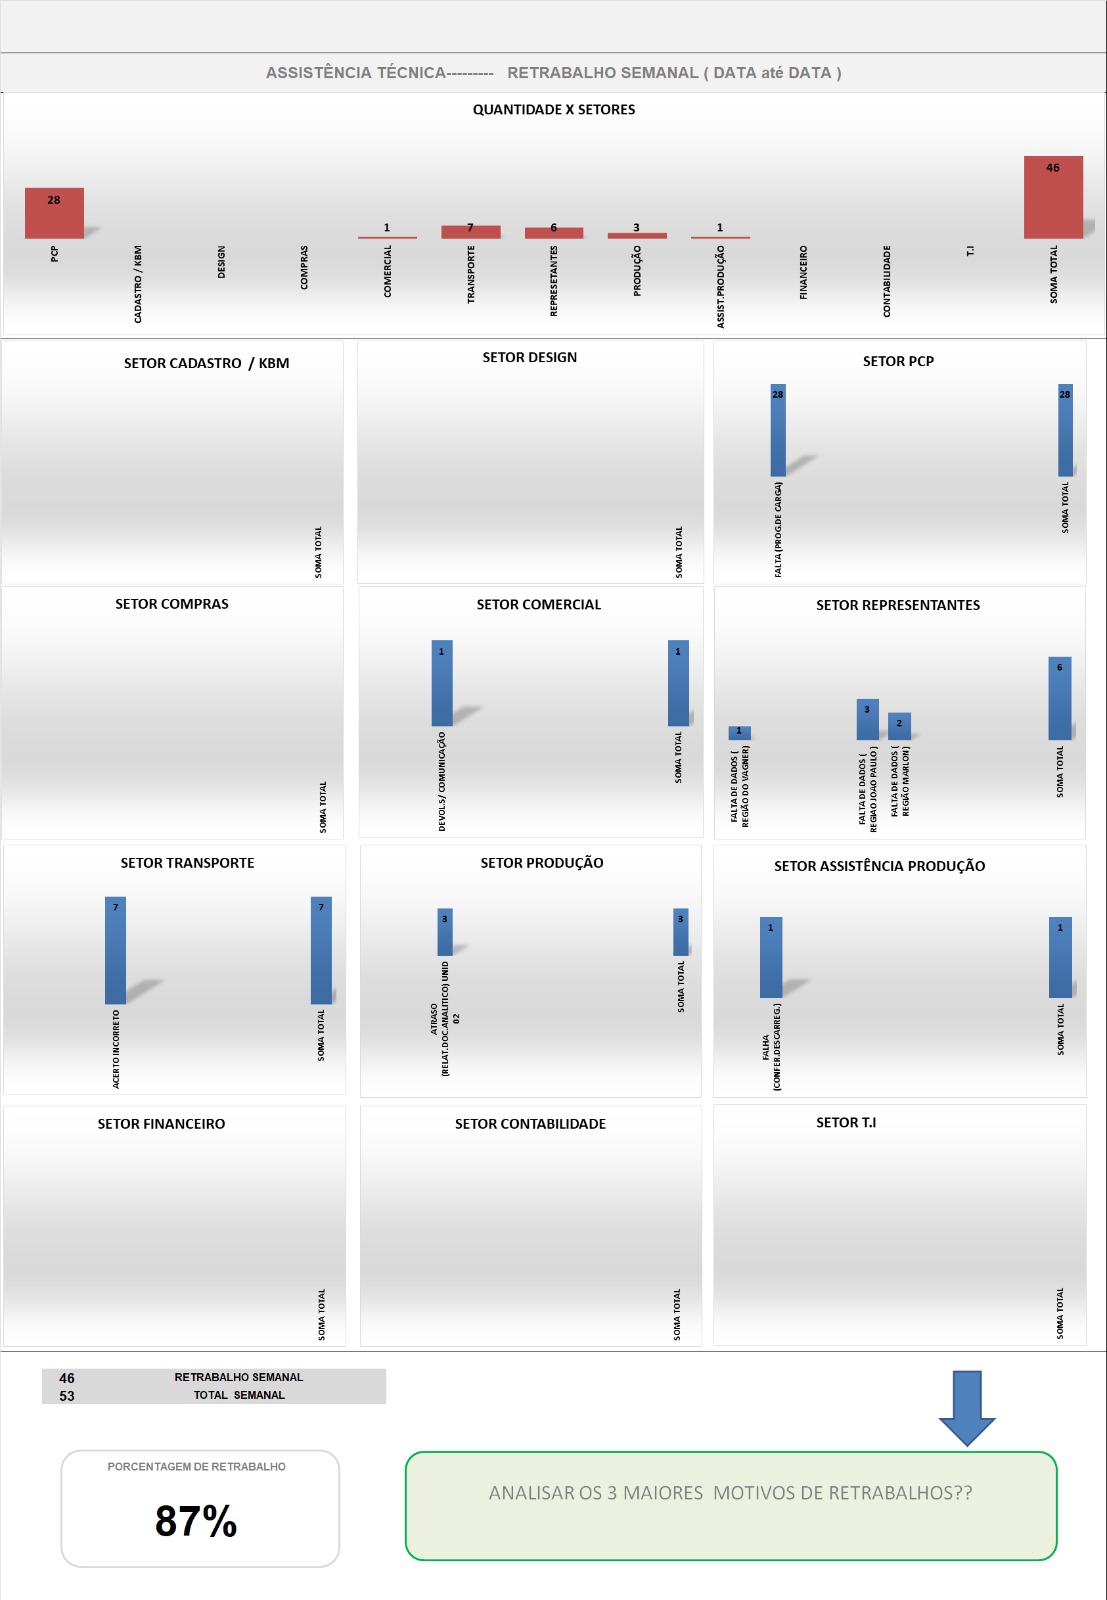 ASSISTÊNCIA TÉCNICA--------- RETRABALHO SEMANAL ( DATA até DATA )
QUANTIDADE X SETORES
28
1
7
6
3
1
46
PCP
CADASTRO / KBM
DESIGN
COMPRAS
COMERCIAL
TRANSPORTE
REPRESETANTES
PRODUÇÃO
ASSIST.PRODUÇÃO
FINANCEIRO
CONTABILIDADE
T.I
SOMA TOTAL
SETOR CADASTRO / KBM
SOMA TOTAL
SETOR DESIGN
SOMA TOTAL
SETOR PCP
28
28
FALTA (PROG.DE CARGA)
SOMA TOTAL
SETOR COMPRAS
SOMA TOTAL
SETOR COMERCIAL
1
1
DEVOL.S/ COMUNICAÇÃO
SOMA TOTAL
SETOR REPRESENTANTES
1
3
2
6
FALTA DE DADOS (
REGIÃO DO VAGNER)
FALTA DE DADOS (
REGIAO JOAO PAULO )
FALTA DE DADOS (
REGIÃO MARLON)
SOMA TOTAL
SETOR TRANSPORTE
7
7
ACERTO INCORRETO
SOMA TOTAL
SETOR PRODUÇÃO
3
3
ATRASO
(RELAT.DOC.ANALITICO) UNID
02
SOMA TOTAL
SETOR ASSISTÊNCIA PRODUÇÃO
1
1
FALHA
(CONFER.DESCARREG.)
SOMA TOTAL
SETOR FINANCEIRO
SOMA TOTAL
SETOR CONTABILIDADE
SOMA TOTAL
SETOR T.I
SOMA TOTAL
46 RETRABALHO SEMANAL
53 TOTAL SEMANAL
PORCENTAGEM DE RETRABALHO
87%
ANALISAR OS 3 MAIORES MOTIVOS DE RETRABALHOS??